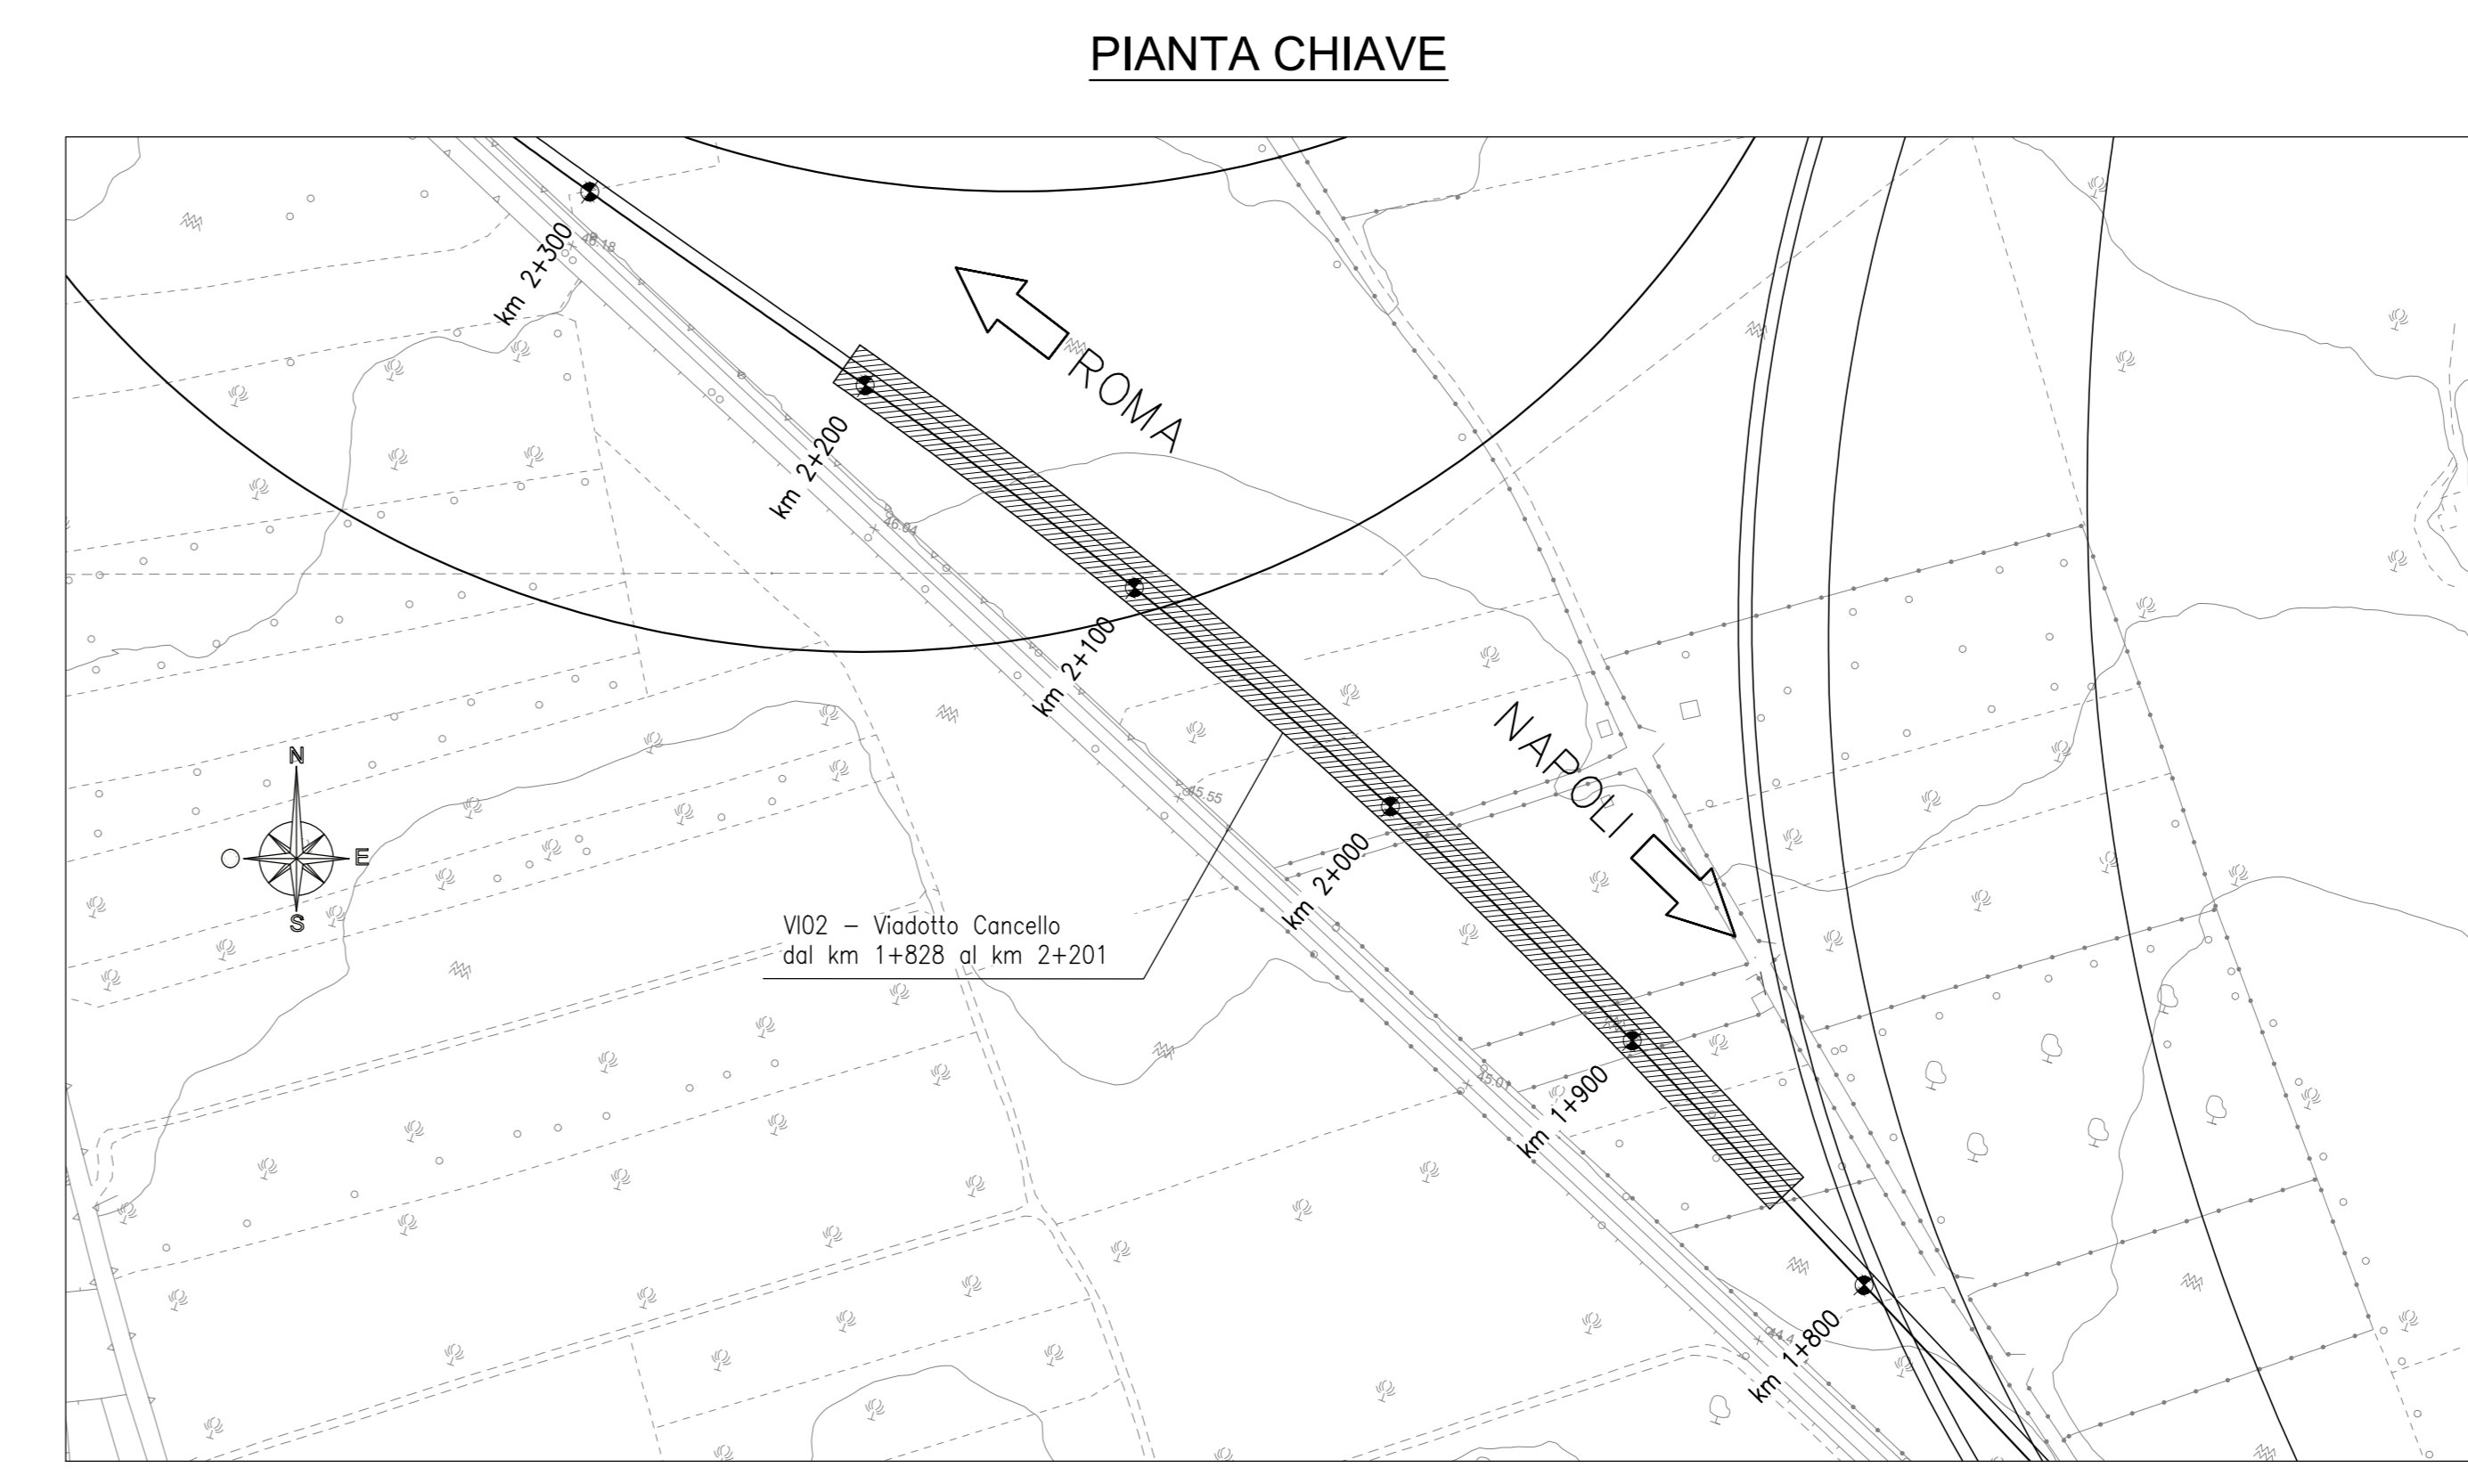 PIANTA CHIAVE
km 2+300
46.18
ROMA
km 2+200
46.04
km 2+100
NAPOLI
45.55
N
E
S
O
km 2+000
VI02 – Viadotto Cancello
dal km 1+828 al km 2+201
45.01
km 1+900
44.4
km 1+800